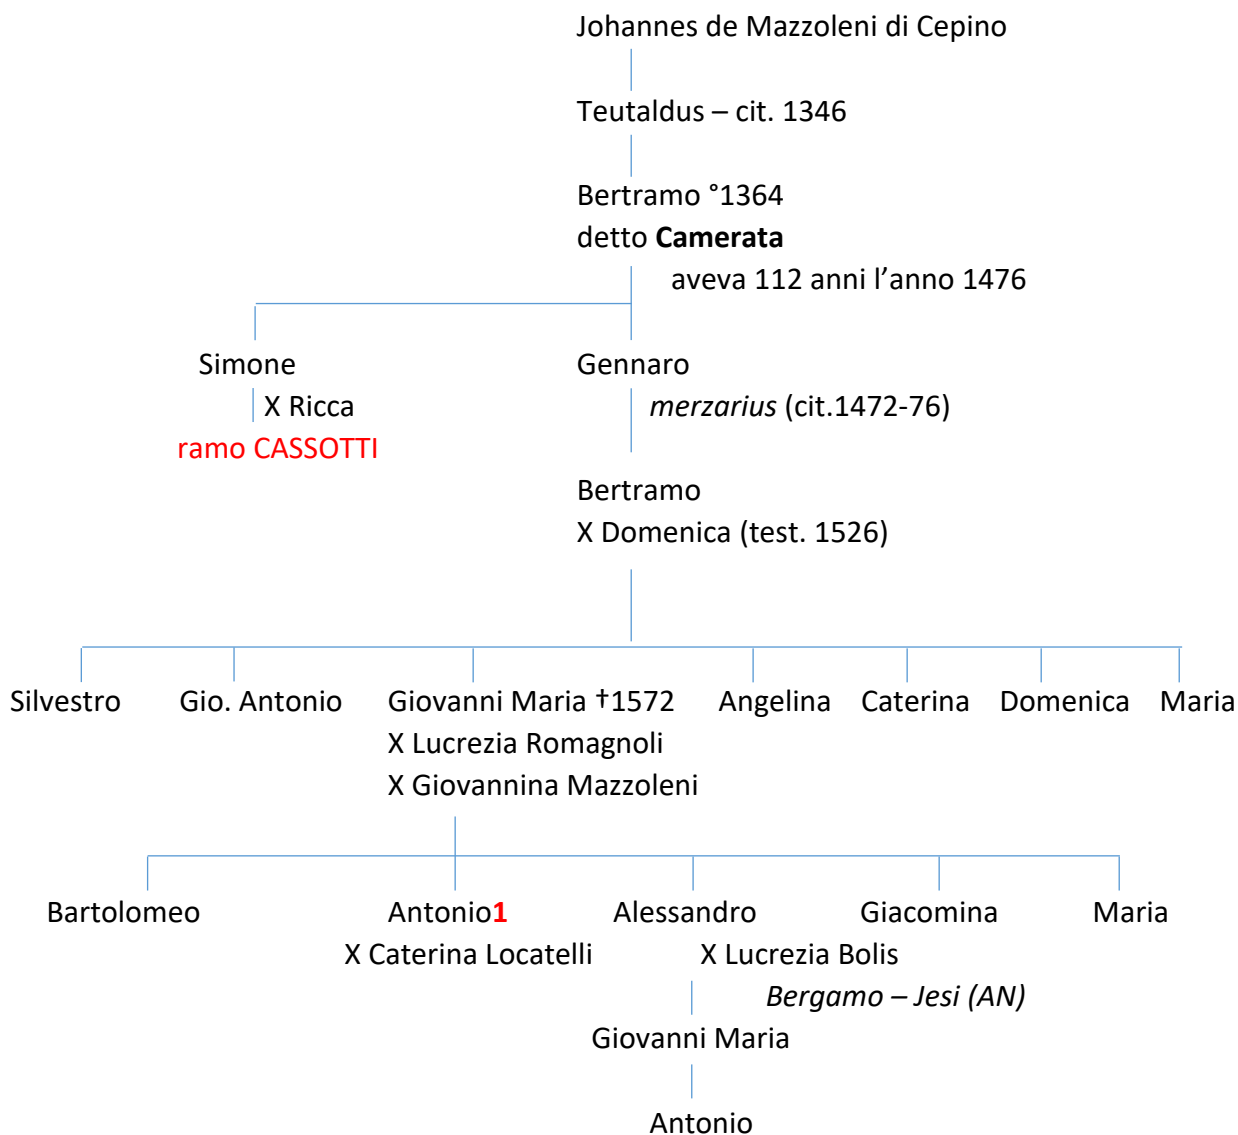 Johannes de Mazzoleni di Cepino
Teutaldus – cit. 1346
Bertramo °1364
detto Camerata
aveva 112 anni l’anno 1476
Simone Gennaro
X Ricca merzarius (cit.1472-76)
ramo CASSOTTI
Bertramo
X Domenica (test. 1526)
Silvestro Gio. Antonio Giovanni Maria †1572 Angelina Caterina Domenica Maria
X Lucrezia Romagnoli
X Giovannina Mazzoleni
Bartolomeo Antonio1 Alessandro Giacomina Maria
X Caterina Locatelli X Lucrezia Bolis
Bergamo – Jesi (AN)
Giovanni Maria
Antonio